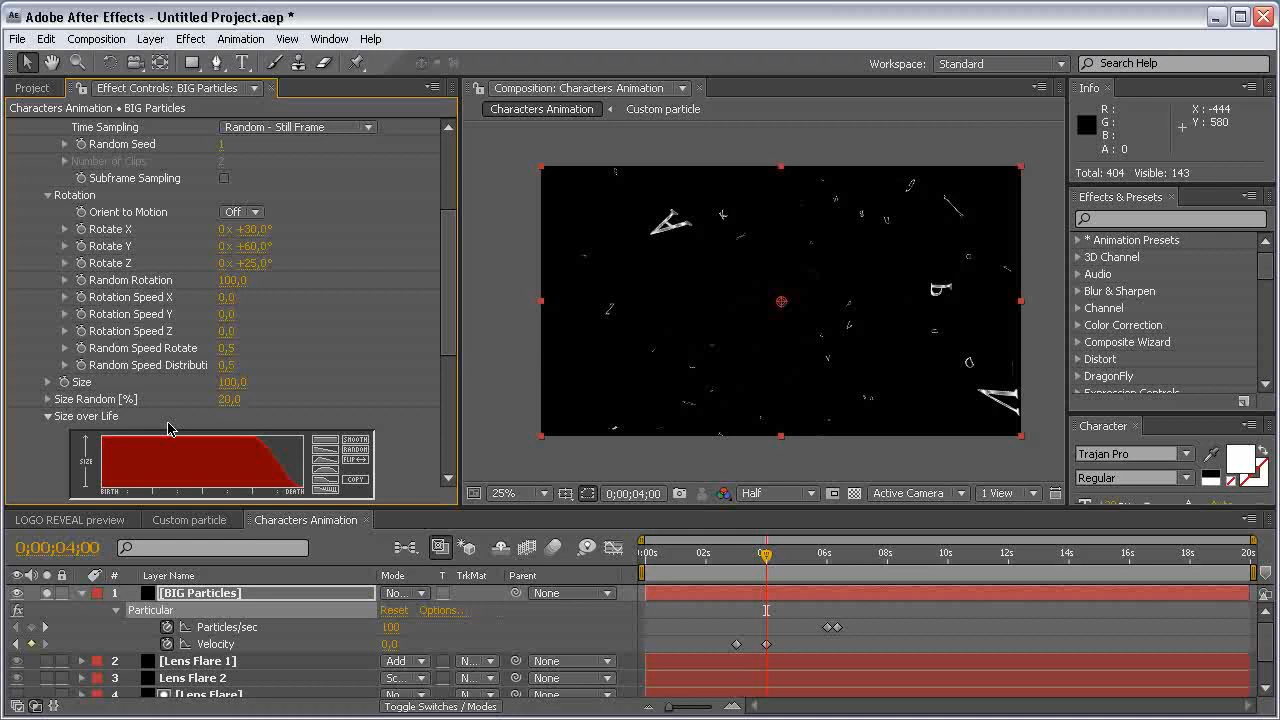 Adobe After Effects - Untitled Project.aep *
File Edit Composition Layer Effect Animation View Window Help
Workspace: Standard Search Help
Project Effect Controls: BIG Particles
Characters Animation • BIG Particles
Time Sampling Random - Still Frame
Random Seed 1
Number of Clips 2
Subframe Sampling
Rotation
Orient to Motion Off
Rotate X 0 x +30,0°
Rotate Y 0 x +60,0°
Rotate Z 0 x +25,0°
Random Rotation 100,0
Rotation Speed X 0,0
Rotation Speed Y 0,0
Rotation Speed Z 0,0
Random Speed Rotate 0,5
Random Speed Distributi 0,5
Size 100,0
Size Random [%] 20,0
Size over Life
SIZE
BIRTH DEATH
SMOOTH
RANDOM
FLIP
COPY
Composition: Characters Animation
Characters Animation Custom particle
25% 0;00;04;00 Half Active Camera 1 View
Info
R: X: -444
G: Y: 580
B:
A: 0
Total: 404 Visible: 143
Effects & Presets
* Animation Presets
3D Channel
Audio
Blur & Sharpen
Channel
Color Correction
Composite Wizard
Distort
DragonFly
Expression Controls
Character
Trajan Pro
Regular
LOGO REVEAL preview Custom particle Characters Animation
0;00;04;00
:00s 02s 06s 08s 10s 12s 14s 16s 18s 20s
# Layer Name Mode T TrkMat Parent
1 [BIG Particles] No... None
Particular Reset Options...
Particles/sec 100
Velocity 0,0
2 [Lens Flare 1] Add N... None
3 Lens Flare 2 Sc... N... None
4 [Lens Flare] No N... None
Toggle Switches / Modes